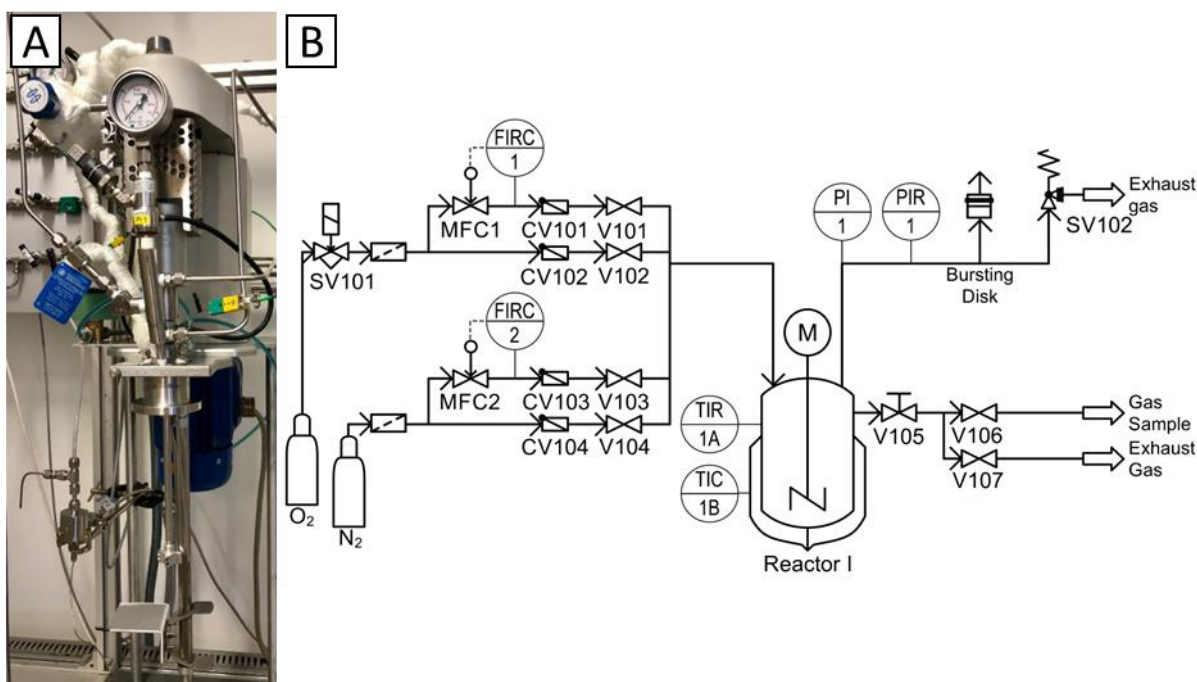 A
B
FIRC
1
MFC1
CV101
V101
SV101
CV102
V102
FIRC
2
MFC2
CV103
V103
CV104
V104
O₂
N₂
PI
1
PIR
1
Bursting
Disk
SV102
Exhaust
gas
M
TIR
1A
TIC
1B
V105
V106
V107
Gas
Sample
Exhaust
Gas
Reactor I